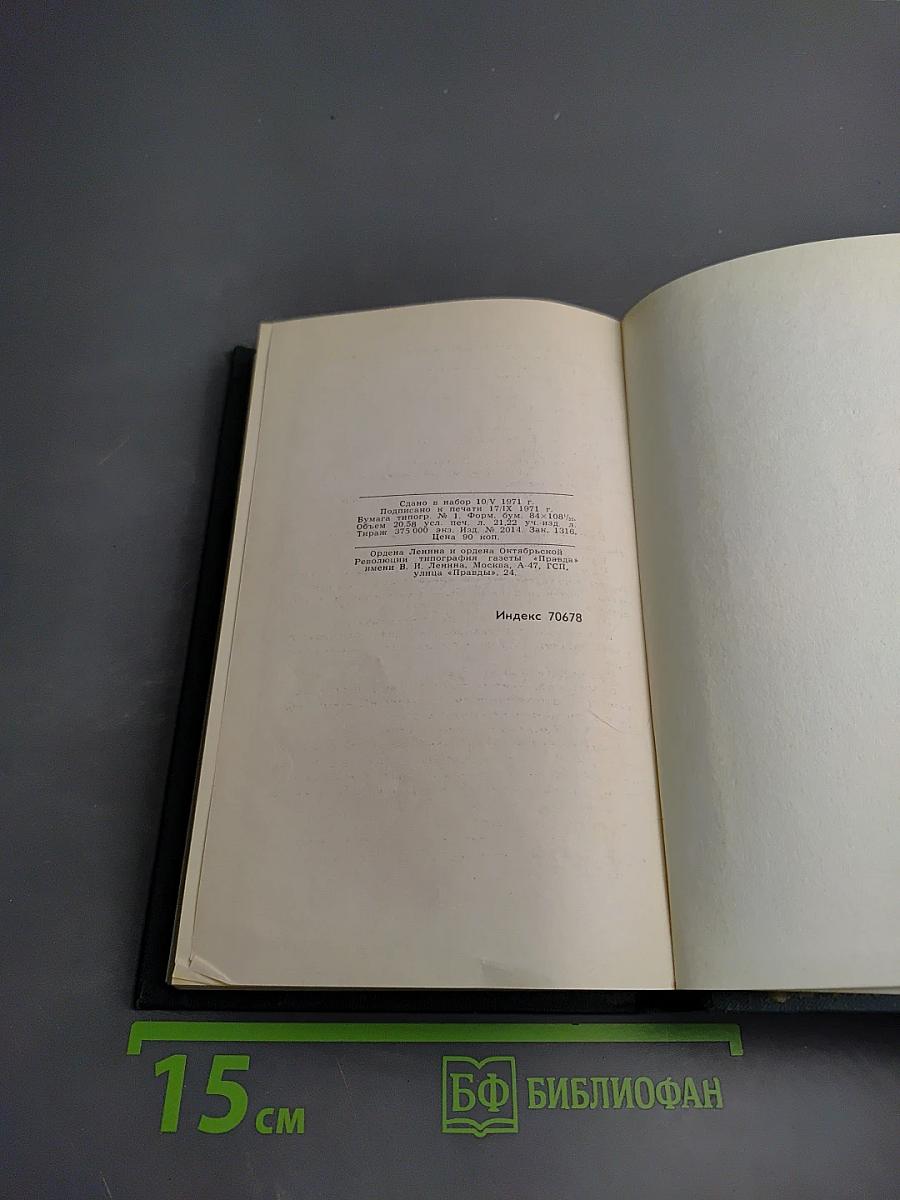 Сдано в набор 10/V 1971 г.
Подписано к печати 17/IX 1971 г.
Бумага типогр. № 1. Форм. бум. 84×108¹/₃₂.
Объем 20,58 усл. печ. л. 21,22 уч.-изд. л.
Тираж 375 000 экз. Изд. № 2014. Зак. 1316.
Цена 90 коп.
Ордена Ленина и ордена Октябрьской
Революции типография газеты «Правда»
имени В. И. Ленина, Москва, А-47, ГСП,
улица «Правды», 24.
Индекс 70678
15 см
БФ БИБЛИОФАН